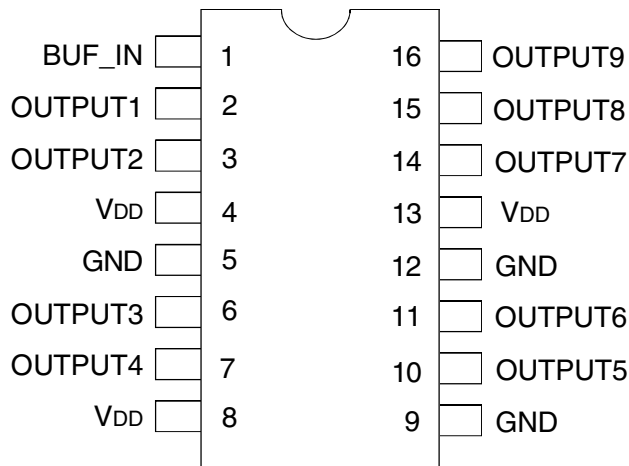 BUF_IN 1 16 OUTPUT9
OUTPUT1 2 15 OUTPUT8
OUTPUT2 3 14 OUTPUT7
VDD 4 13 VDD
GND 5 12 GND
OUTPUT3 6 11 OUTPUT6
OUTPUT4 7 10 OUTPUT5
VDD 8 9 GND